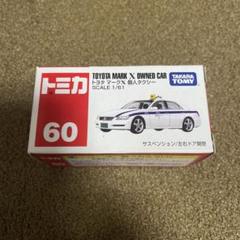 トミカ
60
TOYOTA MARK X OWNED CAR
トヨタ マークX 個人タクシー
SCALE 1/61
TAKARA
TOMY
サスペンション/左右ドア開閉